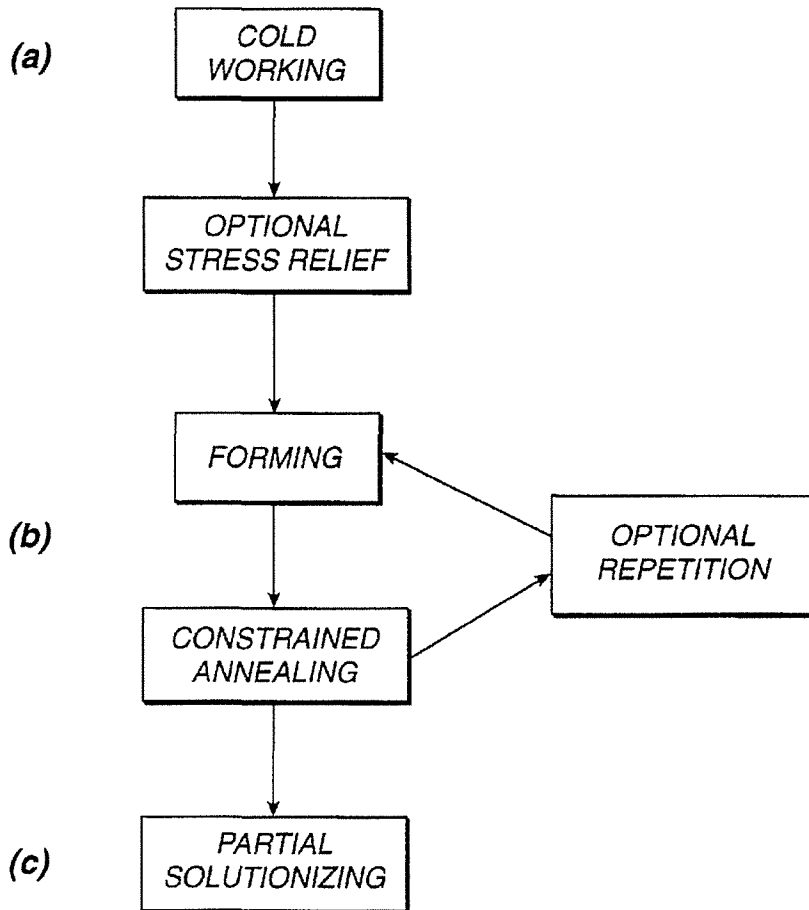 (a)
COLD
WORKING
OPTIONAL
STRESS RELIEF
FORMING
(b)
OPTIONAL
REPETITION
CONSTRAINED
ANNEALING
(c)
PARTIAL
SOLUTIONIZING